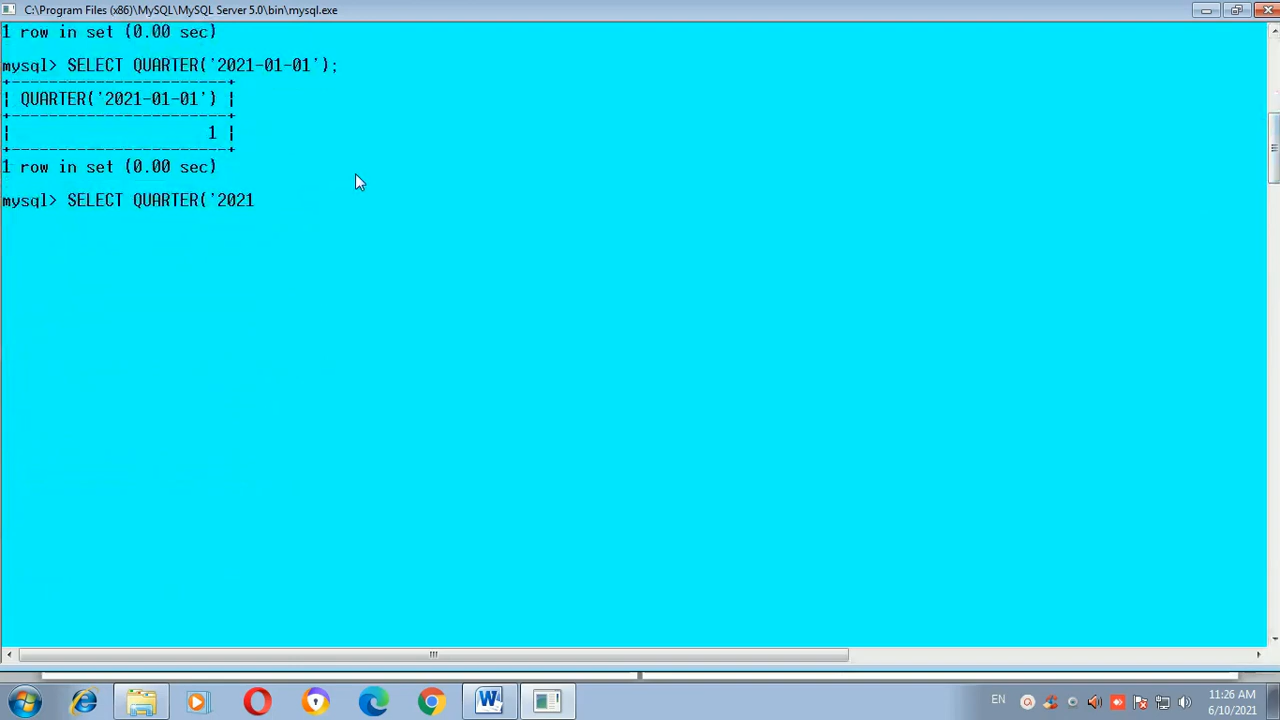 C:\Program Files (x86)\MySQL\MySQL Server 5.0\bin\mysql.exe
1 row in set (0.00 sec)
mysql> SELECT QUARTER('2021-01-01');
+-----------------------+
¦ QUARTER('2021-01-01') ¦
+-----------------------+
¦                     1 ¦
+-----------------------+
1 row in set (0.00 sec)
mysql> SELECT QUARTER('2021
EN
11:26 AM
6/10/2021